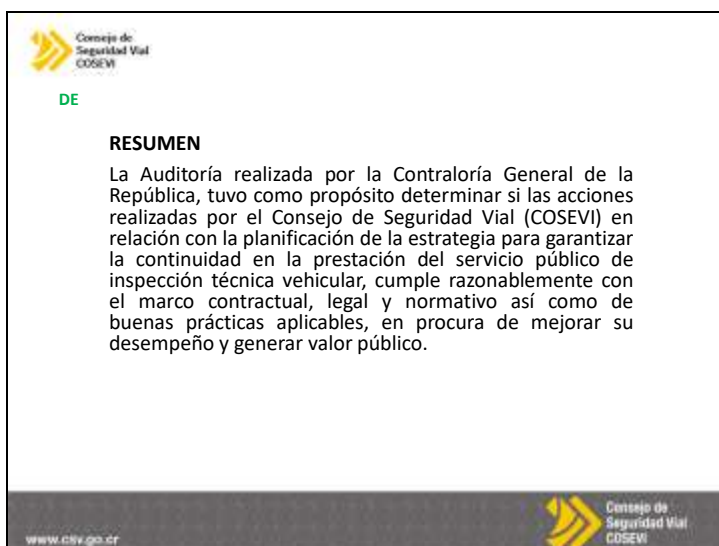 Consejo de
Seguridad Vial
COSEVI
DE
RESUMEN
La Auditoría realizada por la Contraloría General de la
República, tuvo como propósito determinar si las acciones
realizadas por el Consejo de Seguridad Vial (COSEVI) en
relación con la planificación de la estrategia para garantizar
la continuidad en la prestación del servicio público de
inspección técnica vehicular, cumple razonablemente con
el marco contractual, legal y normativo así como de
buenas prácticas aplicables, en procura de mejorar su
desempeño y generar valor público.
www.csv.go.cr
Consejo de
Seguridad Vial
COSEVI